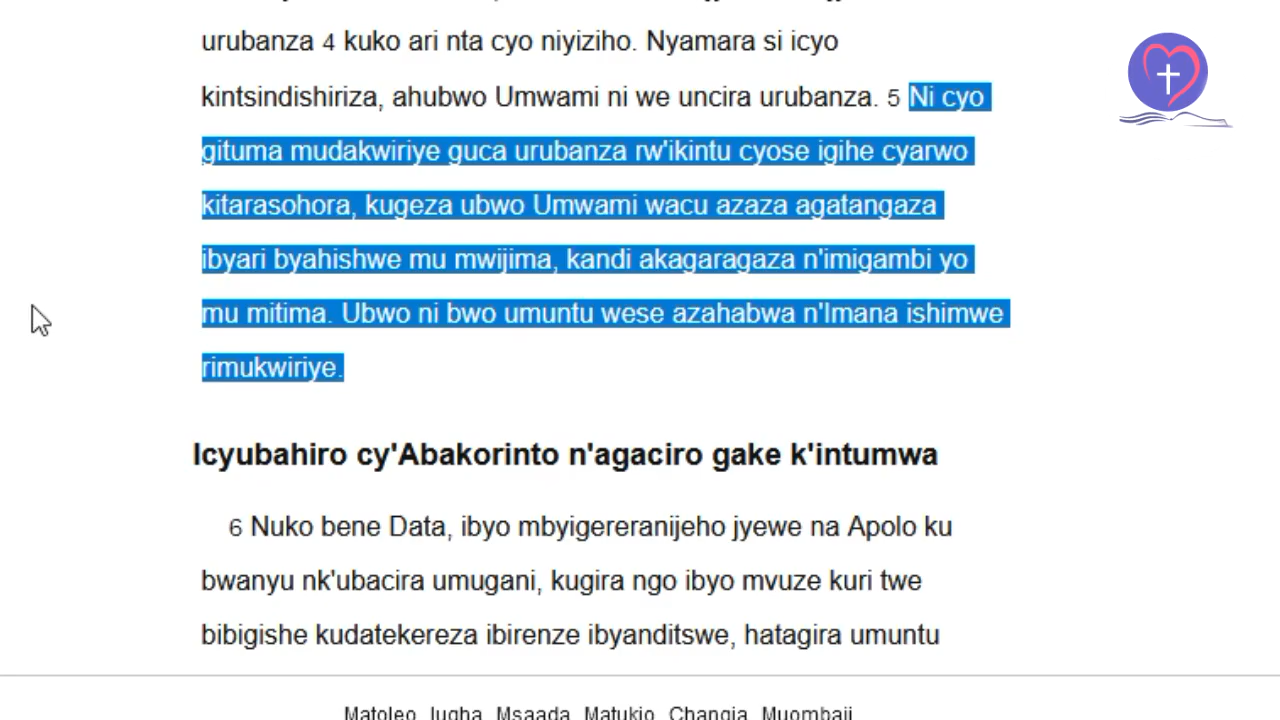 urubanza 4 kuko ari nta cyo niyiziho. Nyamara si icyo
kintsindishiriza, ahubwo Umwami ni we uncira urubanza. 5 Ni cyo
gituma mudakwiriye guca urubanza rw'ikintu cyose igihe cyarwo
kitarasohora, kugeza ubwo Umwami wacu azaza agatangaza
ibyari byahishwe mu mwijima, kandi akagaragaza n'imigambi yo
mu mitima. Ubwo ni bwo umuntu wese azahabwa n'Imana ishimwe
rimukwiriye.
Icyubahiro cy'Abakorinto n'agaciro gake k'intumwa
6 Nuko bene Data, ibyo mbyigereranijeho jyewe na Apolo ku
bwanyu nk'ubacira umugani, kugira ngo ibyo mvuze kuri twe
bibigishe kudatekereza ibirenze ibyanditswe, hatagira umuntu
Matoleo Iugha Msaada Matukio Changia Muombaji